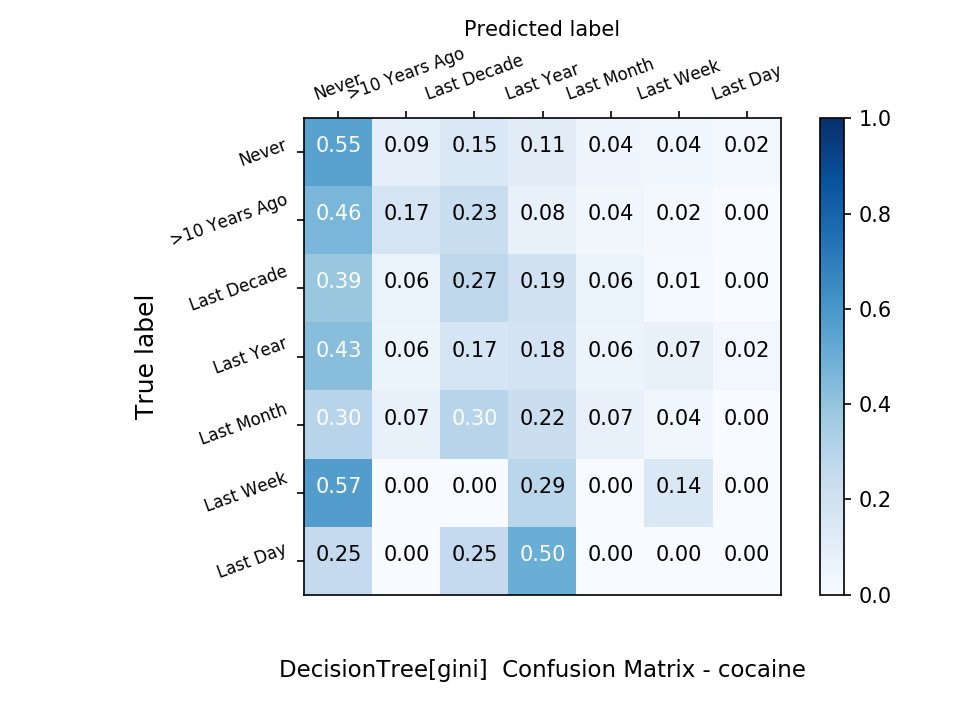 Predicted label
Never >10 Years Ago Last Decade Last Year Last Month Last Week Last Day
Never 0.55 0.09 0.15 0.11 0.04 0.04 0.02
>10 Years Ago 0.46 0.17 0.23 0.08 0.04 0.02 0.00
Last Decade 0.39 0.06 0.27 0.19 0.06 0.01 0.00
Last Year 0.43 0.06 0.17 0.18 0.06 0.07 0.02
Last Month 0.30 0.07 0.30 0.22 0.07 0.04 0.00
Last Week 0.57 0.00 0.00 0.29 0.00 0.14 0.00
Last Day 0.25 0.00 0.25 0.50 0.00 0.00 0.00
True label
1.0
0.8
0.6
0.4
0.2
0.0
DecisionTree[gini]  Confusion Matrix - cocaine